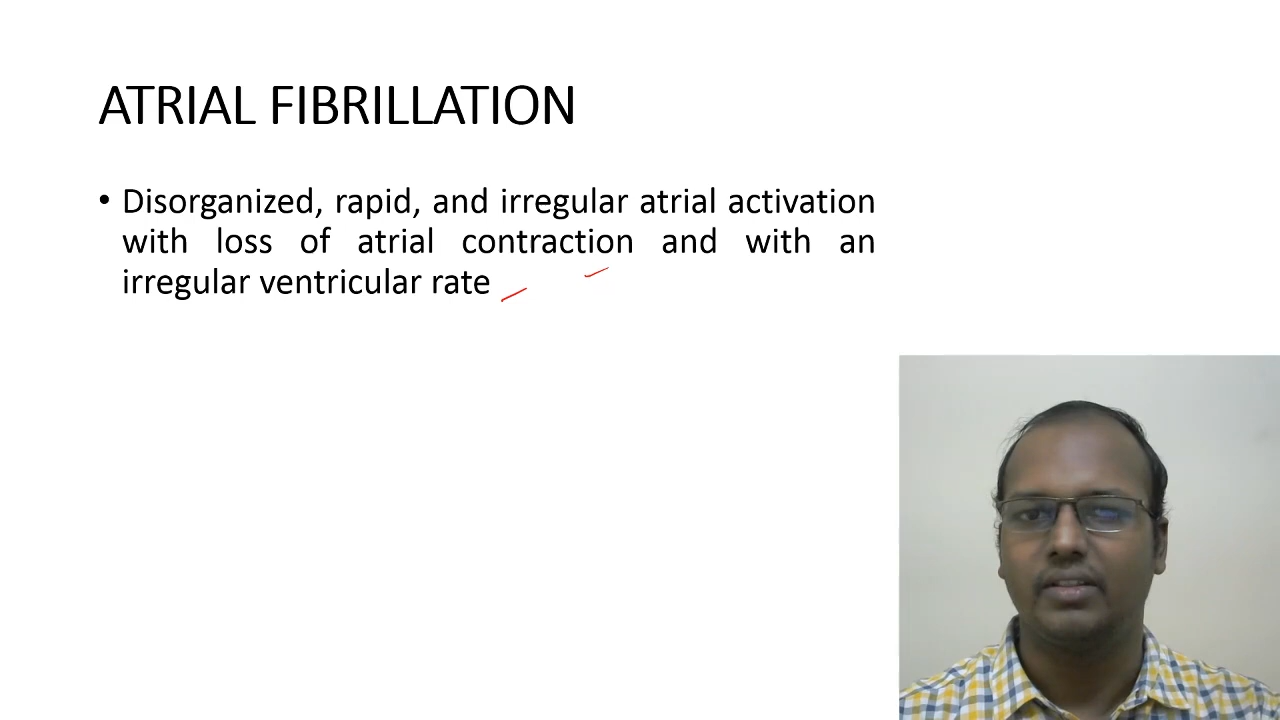 ATRIAL FIBRILLATION
• Disorganized, rapid, and irregular atrial activation
with loss of atrial contraction and with an
irregular ventricular rate